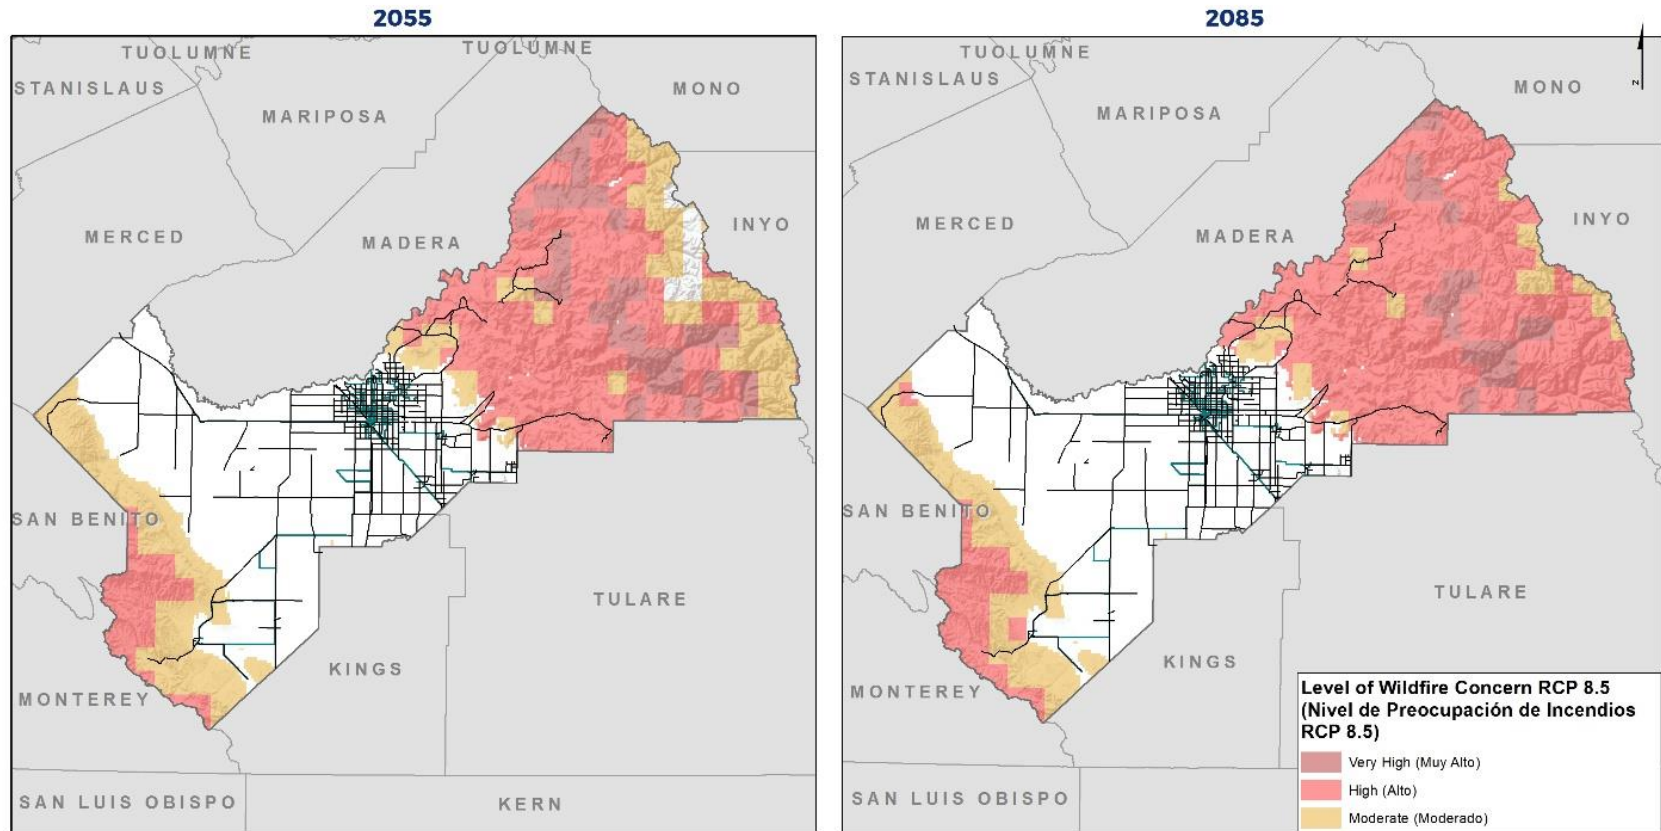 2055
2085
TUOLUMNE
TUOLUMNE
STANISLAUS
MONO
MARIPOSA
MERCED
MADERA
INYO
SAN BENITO
TULARE
KINGS
MONTEREY
SAN LUIS OBISPO
KERN
TUOLUMNE
STANISLAUS
MONO
MARIPOSA
MERCED
MADERA
INYO
SAN BENITO
TULARE
KINGS
MONTEREY
SAN LUIS OBISPO
N
Level of Wildfire Concern RCP 8.5
(Nivel de Preocupación de Incendios
RCP 8.5)
Very High (Muy Alto)
High (Alto)
Moderate (Moderado)